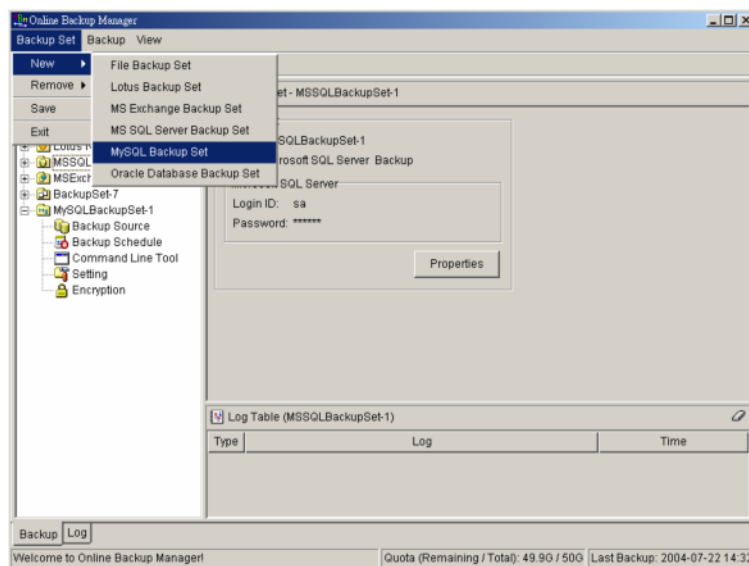 Online Backup Manager
Backup Set Backup View
New
Remove
Save
Exit
File Backup Set
Lotus Backup Set
MS Exchange Backup Set
MS SQL Server Backup Set
MySQL Backup Set
Oracle Database Backup Set
MSSQLBackupSet-1
SQLBackupSet-1
SQL Server Backup
SQL Server
Login ID: sa
Password: ******
Properties
Lotus
MSSQL
MSExch
BackupSet-7
MySQLBackupSet-1
Backup Source
Backup Schedule
Command Line Tool
Setting
Encryption
Log Table (MSSQLBackupSet-1)
Type Log Time
Backup Log
Welcome to Online Backup Manager! Quota (Remaining / Total): 49.9G / 50G Last Backup: 2004-07-22 14:32